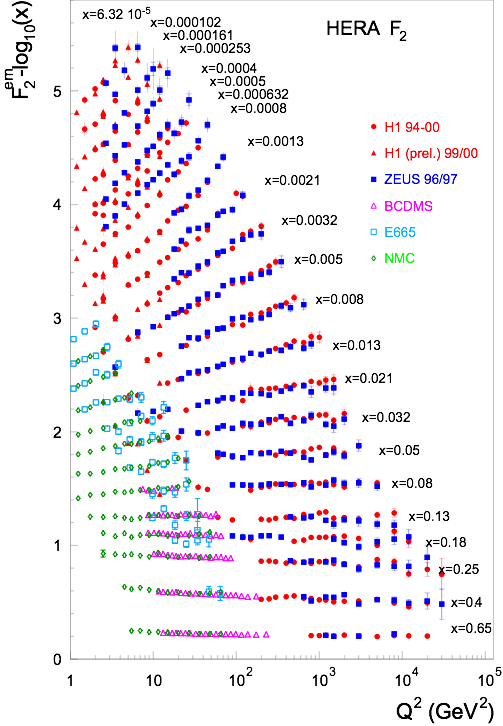 HERA F₂
x=6.32 10⁻⁵
x=0.000102
x=0.000161
x=0.000253
x=0.0004
x=0.0005
x=0.000632
x=0.0008
x=0.0013
x=0.0021
x=0.0032
x=0.005
x=0.008
x=0.013
x=0.021
x=0.032
x=0.05
x=0.08
x=0.13
x=0.18
x=0.25
x=0.4
x=0.65
H1 94-00
H1 (prel.) 99/00
ZEUS 96/97
BCDMS
E665
NMC
F₂ᵉᵐ-log₁₀(x)
5
4
3
2
1
0
1 10 10² 10³ 10⁴ 10⁵
Q² (GeV²)